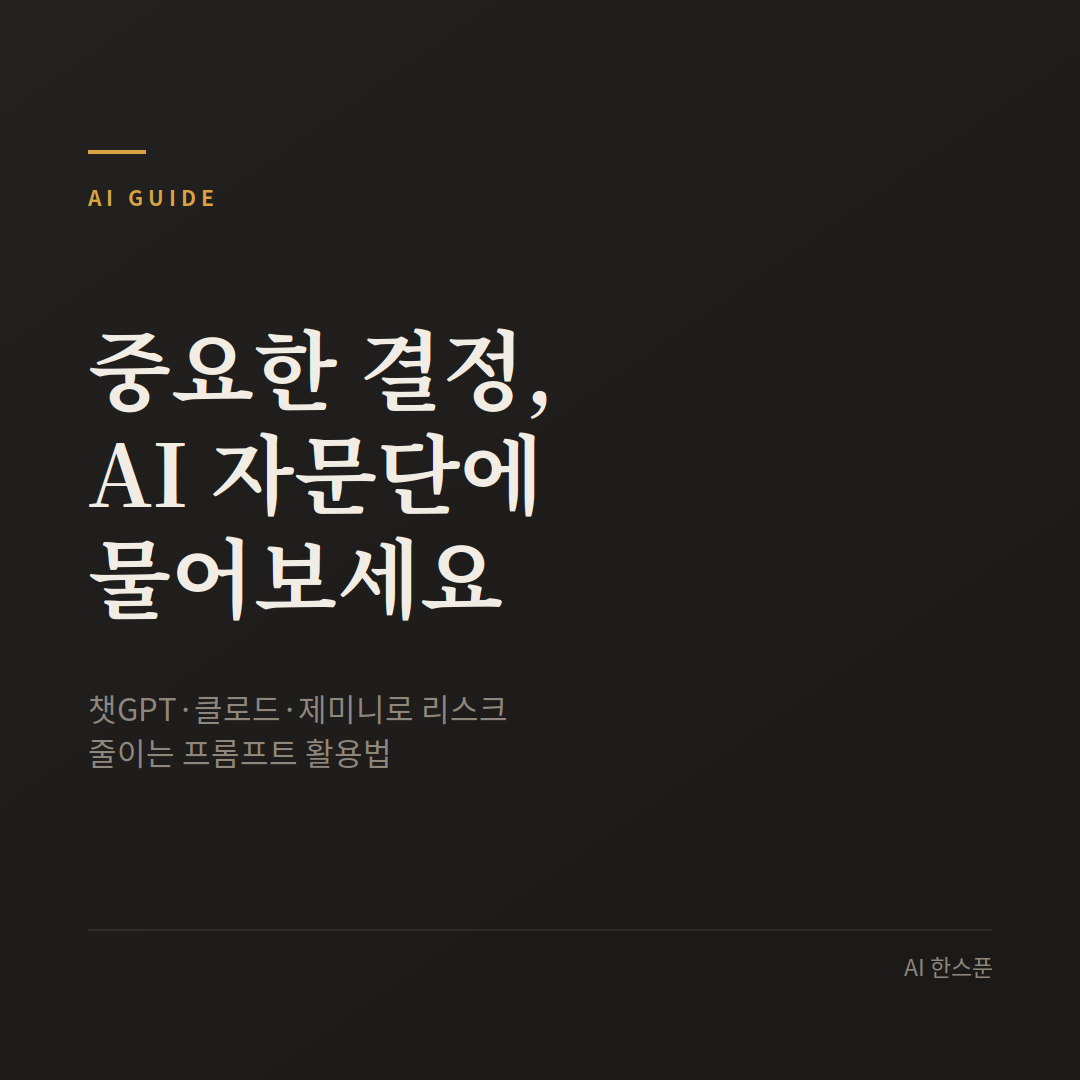 AI GUIDE
중요한 결정,
AI 자문단에
물어보세요
챗GPT·클로드·제미니로 리스크
줄이는 프롬프트 활용법
AI 한스푼